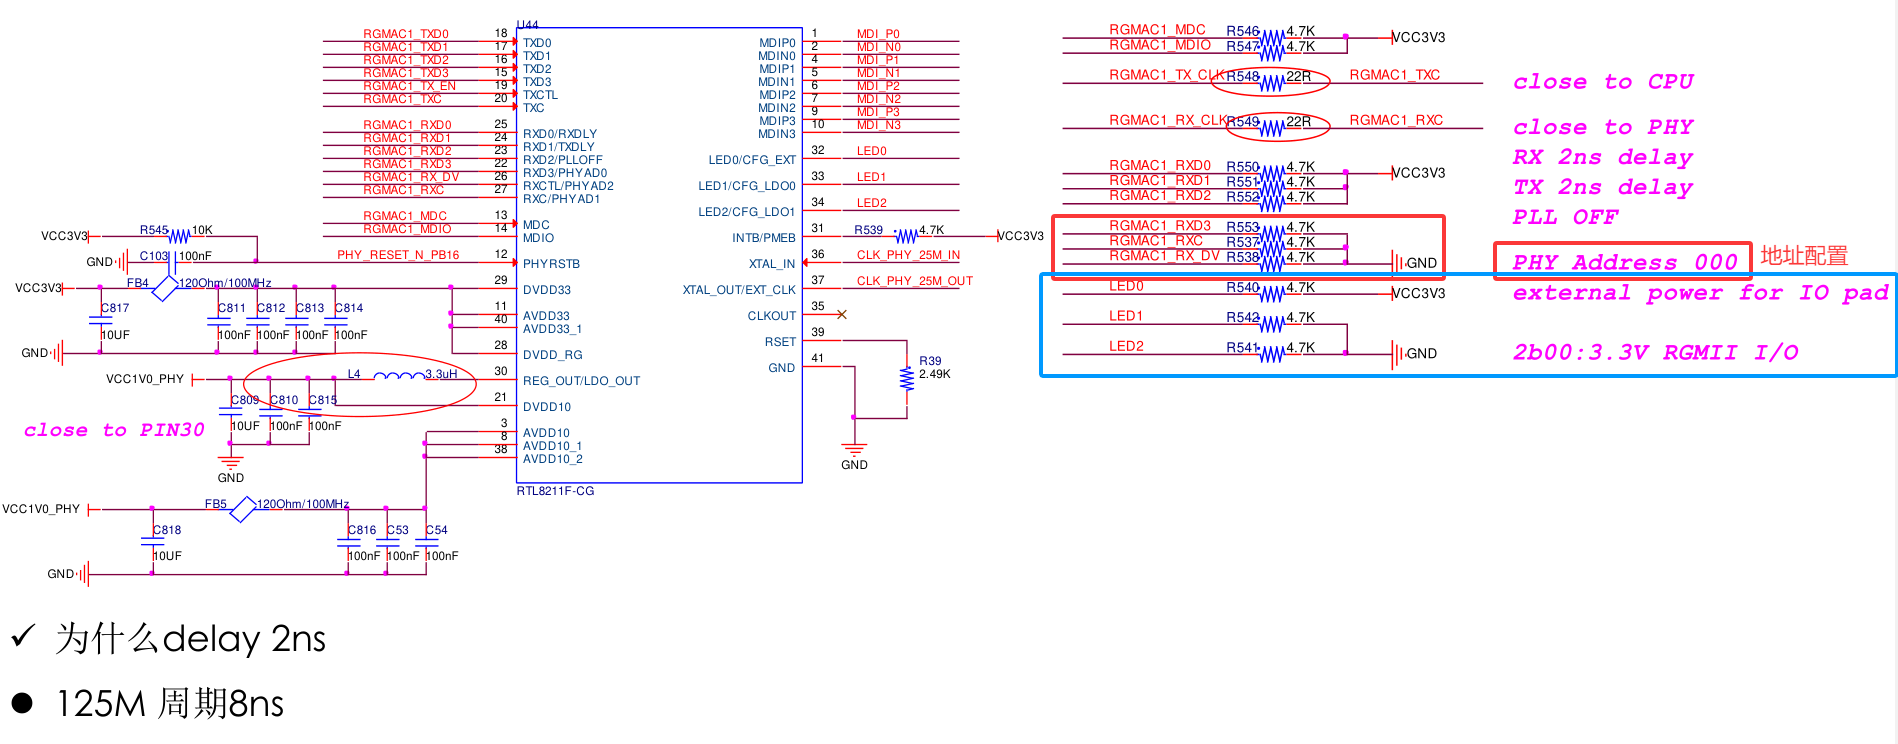 U44
RGMAC1_TXD0 18 TXD0
RGMAC1_TXD1 17 TXD1
RGMAC1_TXD2 16 TXD2
RGMAC1_TXD3 15 TXD3
RGMAC1_TX_EN 19 TXCTL
RGMAC1_TXC 20 TXC
RGMAC1_RXD0 25 RXD0/RXDLY
RGMAC1_RXD1 24 RXD1/TXDLY
RGMAC1_RXD2 23 RXD2/PLLOFF
RGMAC1_RXD3 22 RXD3/PHYAD0
RGMAC1_RX_DV 26 RXCTL/PHYAD2
RGMAC1_RXC 27 RXC/PHYAD1
RGMAC1_MDC 13 MDC
RGMAC1_MDIO 14 MDIO
VCC3V3 R545 10K
GND C103 100nF
PHY_RESET_N_PB16 12 PHYRSTB
VCC3V3 FB4 120Ohm/100MHz 29 DVDD33
C817 C811 C812 C813 C814
10UF 100nF 100nF 100nF 100nF
GND
11 AVDD33
40 AVDD33_1
28 DVDD_RG
VCC1V0_PHY L4 3.3uH 30 REG_OUT/LDO_OUT
21 DVDD10
C809 C810 C815
10UF 100nF 100nF
close to PIN30
GND
3 AVDD10
8 AVDD10_1
38 AVDD10_2
RTL8211F-CG
VCC1V0_PHY FB5 120Ohm/100MHz
C818 C816 C53 C54
10UF 100nF 100nF 100nF
GND
MDIP0 1 MDI_P0
MDIN0 2 MDI_N0
MDIP1 4 MDI_P1
MDIN1 5 MDI_N1
MDIP2 6 MDI_P2
MDIN2 7 MDI_N2
MDIP3 9 MDI_P3
MDIN3 10 MDI_N3
LED0/CFG_EXT 32 LED0
LED1/CFG_LDO0 33 LED1
LED2/CFG_LDO1 34 LED2
INTB/PMEB 31 R539 4.7K VCC3V3
XTAL_IN 36 CLK_PHY_25M_IN
XTAL_OUT/EXT_CLK 37 CLK_PHY_25M_OUT
CLKOUT 35
RSET 39
GND 41
R39
2.49K
GND
RGMAC1_MDC R546 4.7K VCC3V3
RGMAC1_MDIO R547 4.7K
RGMAC1_TX_CLK R548 22R RGMAC1_TXC close to CPU
RGMAC1_RX_CLK R549 22R RGMAC1_RXC close to PHY
RX 2ns delay
RGMAC1_RXD0 R550 4.7K VCC3V3
RGMAC1_RXD1 R551 4.7K TX 2ns delay
RGMAC1_RXD2 R552 4.7K
PLL OFF
RGMAC1_RXD3 R553 4.7K
RGMAC1_RXC R537 4.7K
RGMAC1_RX_DV R538 4.7K GND PHY Address 000 地址配置
LED0 R540 4.7K VCC3V3 external power for IO pad
LED1 R542 4.7K
LED2 R541 4.7K GND 2b00:3.3V RGMII I/O
✓ 为什么delay 2ns
● 125M 周期8ns